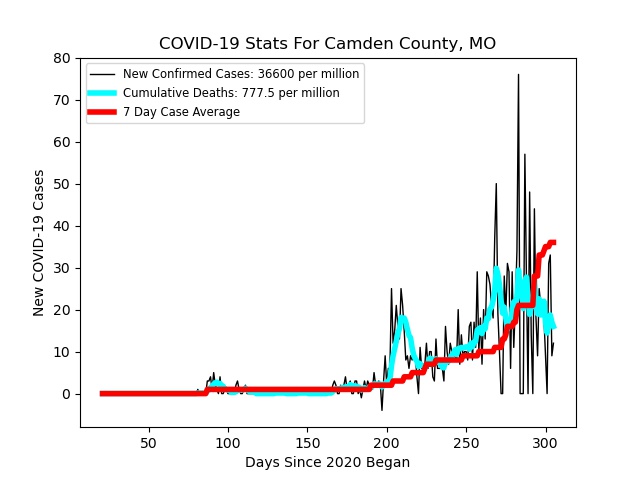 COVID-19 Stats For Camden County, MO
New Confirmed Cases: 36600 per million
Cumulative Deaths: 777.5 per million
7 Day Case Average
New COVID-19 Cases
80
70
60
50
40
30
20
10
0
50 100 150 200 250 300
Days Since 2020 Began